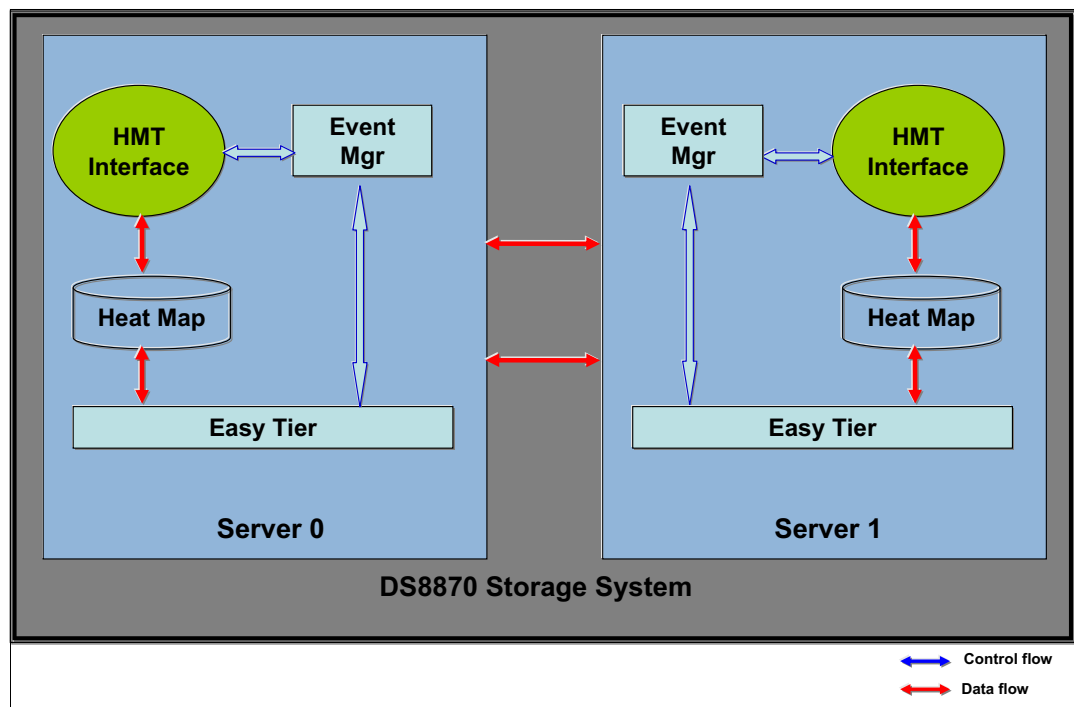 HMT
Interface
Event
Mgr
Heat Map
Easy Tier
Server 0
Event
Mgr
HMT
Interface
Heat Map
Easy Tier
Server 1
DS8870 Storage System
Control flow
Data flow